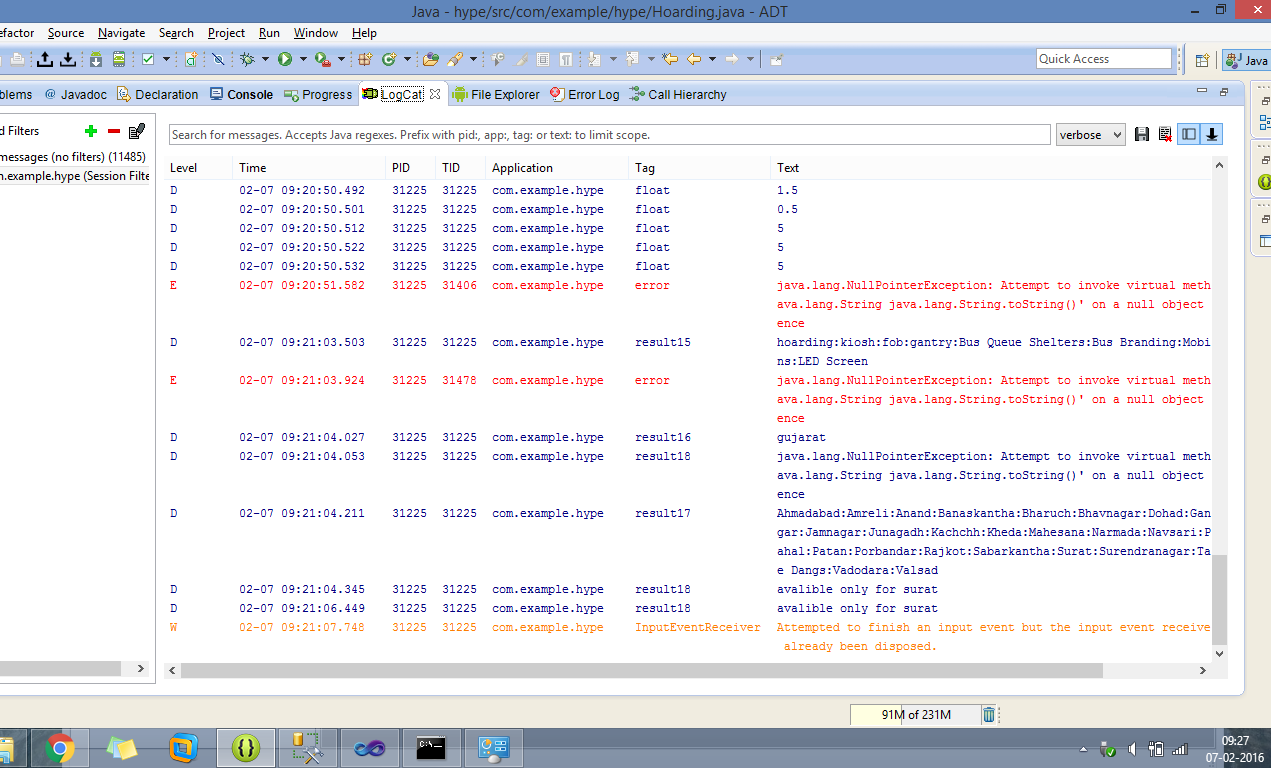 Java - hype/src/com/example/hype/Hoarding.java - ADT
efactor Source Navigate Search Project Run Window Help
Quick Access
Java
blems @ Javadoc Declaration Console Progress LogCat File Explorer Error Log Call Hierarchy
d Filters
Search for messages. Accepts Java regexes. Prefix with pid:, app:, tag: or text: to limit scope.
verbose
messages (no filters) (11485)
n.example.hype (Session Filte
Level Time PID TID Application Tag Text
D 02-07 09:20:50.492 31225 31225 com.example.hype float 1.5
D 02-07 09:20:50.501 31225 31225 com.example.hype float 0.5
D 02-07 09:20:50.512 31225 31225 com.example.hype float 5
D 02-07 09:20:50.522 31225 31225 com.example.hype float 5
D 02-07 09:20:50.532 31225 31225 com.example.hype float 5
E 02-07 09:20:51.582 31225 31406 com.example.hype error java.lang.NullPointerException: Attempt to invoke virtual meth
ava.lang.String java.lang.String.toString()' on a null object
ence
D 02-07 09:21:03.503 31225 31225 com.example.hype result15 hoarding:kiosh:fob:gantry:Bus Queue Shelters:Bus Branding:Mobi
ns:LED Screen
E 02-07 09:21:03.924 31225 31478 com.example.hype error java.lang.NullPointerException: Attempt to invoke virtual meth
ava.lang.String java.lang.String.toString()' on a null object
ence
D 02-07 09:21:04.027 31225 31225 com.example.hype result16 gujarat
D 02-07 09:21:04.053 31225 31225 com.example.hype result18 java.lang.NullPointerException: Attempt to invoke virtual meth
ava.lang.String java.lang.String.toString()' on a null object
ence
D 02-07 09:21:04.211 31225 31225 com.example.hype result17 Ahmadabad:Amreli:Anand:Banaskantha:Bharuch:Bhavnagar:Dohad:Gan
gar:Jamnagar:Junagadh:Kachchh:Kheda:Mahesana:Narmada:Navsari:P
ahal:Patan:Porbandar:Rajkot:Sabarkantha:Surat:Surendranagar:Ta
e Dangs:Vadodara:Valsad
D 02-07 09:21:04.345 31225 31225 com.example.hype result18 avalible only for surat
D 02-07 09:21:06.449 31225 31225 com.example.hype result18 avalible only for surat
W 02-07 09:21:07.748 31225 31225 com.example.hype InputEventReceiver Attempted to finish an input event but the input event receive
already been disposed.
91M of 231M
09:27
07-02-2016